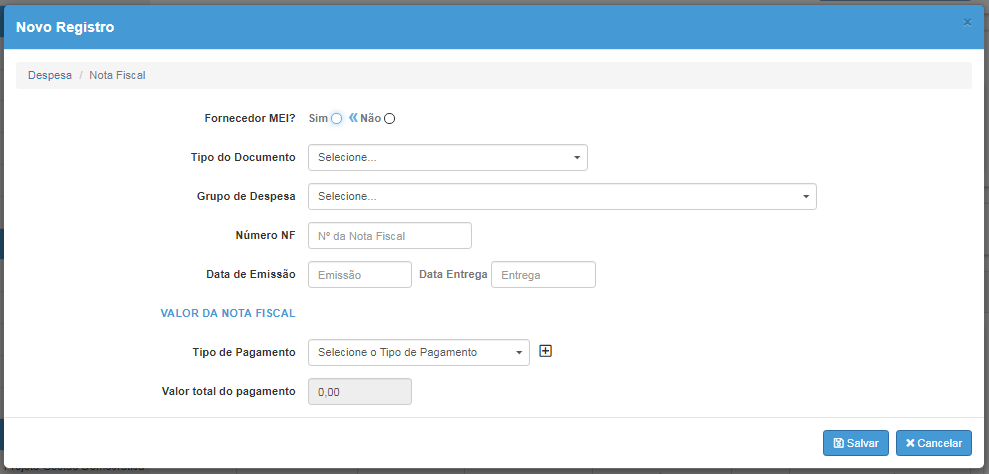 Novo Registro ×
Despesa / Nota Fiscal
Fornecedor MEI? Sim « Não
Tipo do Documento Selecione...
Grupo de Despesa Selecione...
Número NF Nº da Nota Fiscal
Data de Emissão Emissão Data Entrega Entrega
VALOR DA NOTA FISCAL
Tipo de Pagamento Selecione o Tipo de Pagamento
Valor total do pagamento 0,00
Salvar Cancelar